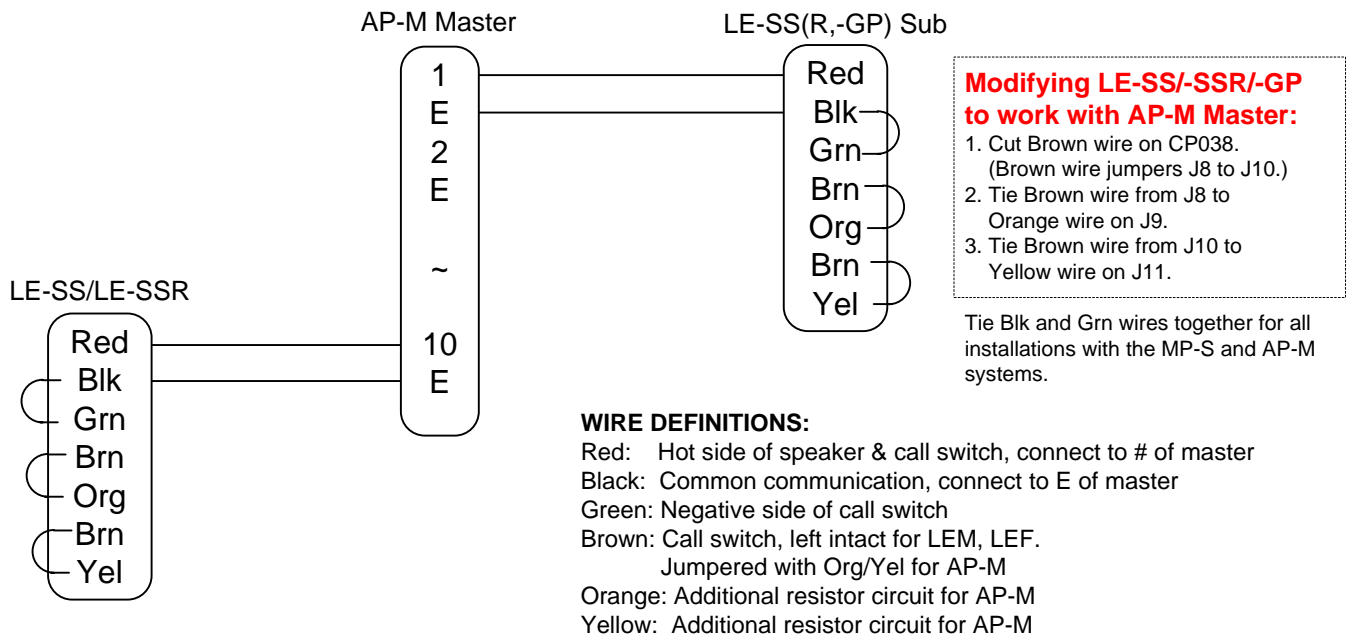 AP-M Master
1
E
2
E
~
10
E
LE-SS(R,-GP) Sub
Red
Blk
Grn
Brn
Org
Brn
Yel
Modifying LE-SS/-SSR/-GP
to work with AP-M Master:
1. Cut Brown wire on CP038.
(Brown wire jumpers J8 to J10.)
2. Tie Brown wire from J8 to
Orange wire on J9.
3. Tie Brown wire from J10 to
Yellow wire on J11.
Tie Blk and Grn wires together for all
installations with the MP-S and AP-M
systems.
LE-SS/LE-SSR
Red
Blk
Grn
Brn
Org
Brn
Yel
WIRE DEFINITIONS:
Red: Hot side of speaker & call switch, connect to # of master
Black: Common communication, connect to E of master
Green: Negative side of call switch
Brown: Call switch, left intact for LEM, LEF.
Jumpered with Org/Yel for AP-M
Orange: Additional resistor circuit for AP-M
Yellow: Additional resistor circuit for AP-M